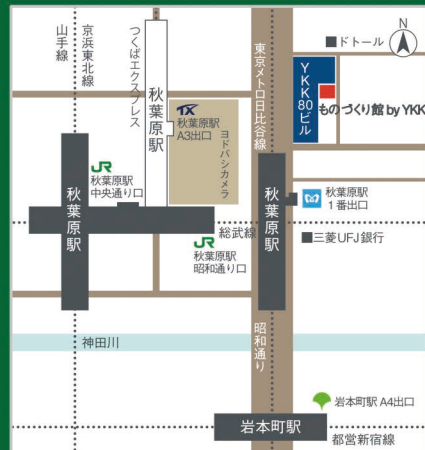 N
■ドトール
山手線
京浜東北線
つくばエクスプレス
秋葉原駅
TX
秋葉原駅
A3出口
ヨドバシカメラ
東京メトロ日比谷線
YKK80ビル
ものづくり館 by YKK
JR
秋葉原駅
中央通り口
秋葉原駅
総武線
JR
秋葉原駅
昭和通り口
秋葉原駅
秋葉原駅
1番出口
■三菱UFJ銀行
神田川
昭和通り
岩本町駅 A4出口
岩本町駅
都営新宿線